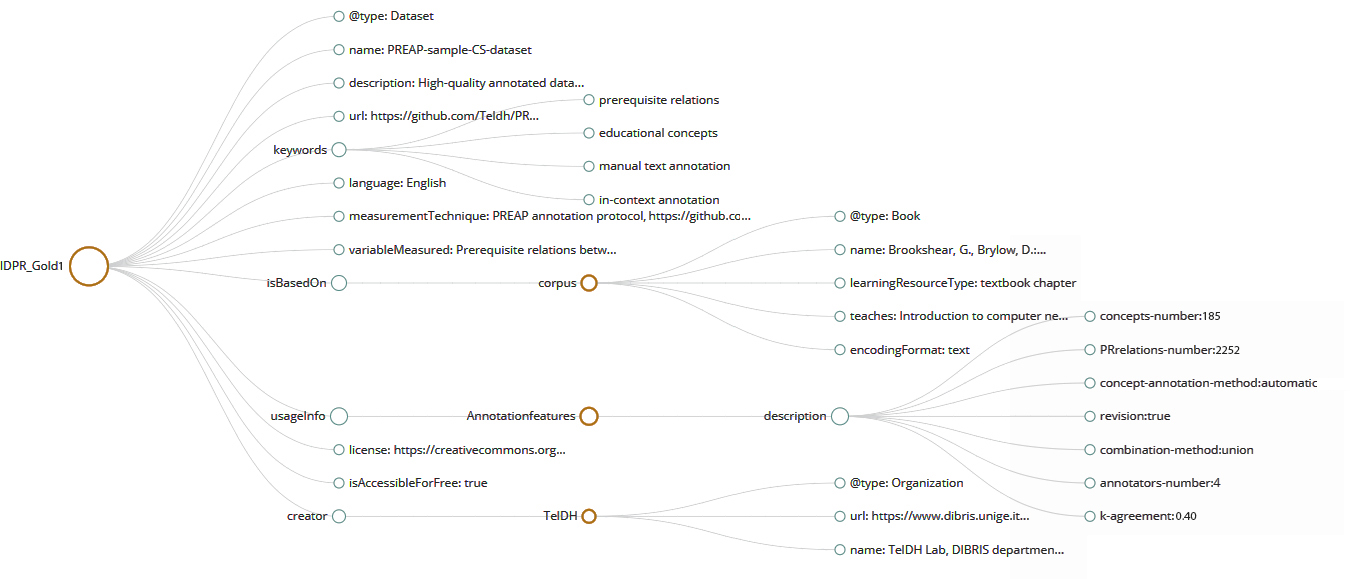 @type: Dataset
name: PREAP-sample-CS-dataset
description: High-quality annotated data...
prerequisite relations
url: https://github.com/Teldh/PR...
educational concepts
keywords
manual text annotation
language: English
in-context annotation
measurementTechnique: PREAP annotation protocol, https://github.co...
@type: Book
variableMeasured: Prerequisite relations betw...
name: Brookshear, G., Brylow, D.:...
IDPR_Gold1
isBasedOn
corpus
learningResourceType: textbook chapter
teaches: Introduction to computer ne...
concepts-number:185
encodingFormat: text
PRrelations-number:2252
concept-annotation-method:automatic
usageInfo
Annotationfeatures
description
revision:true
license: https://creativecommons.org...
combination-method:union
isAccessibleForFree: true
@type: Organization
annotators-number:4
creator
TelDH
url: https://www.dibris.unige.it...
k-agreement:0.40
name: TelDH Lab, DIBRIS departmen...